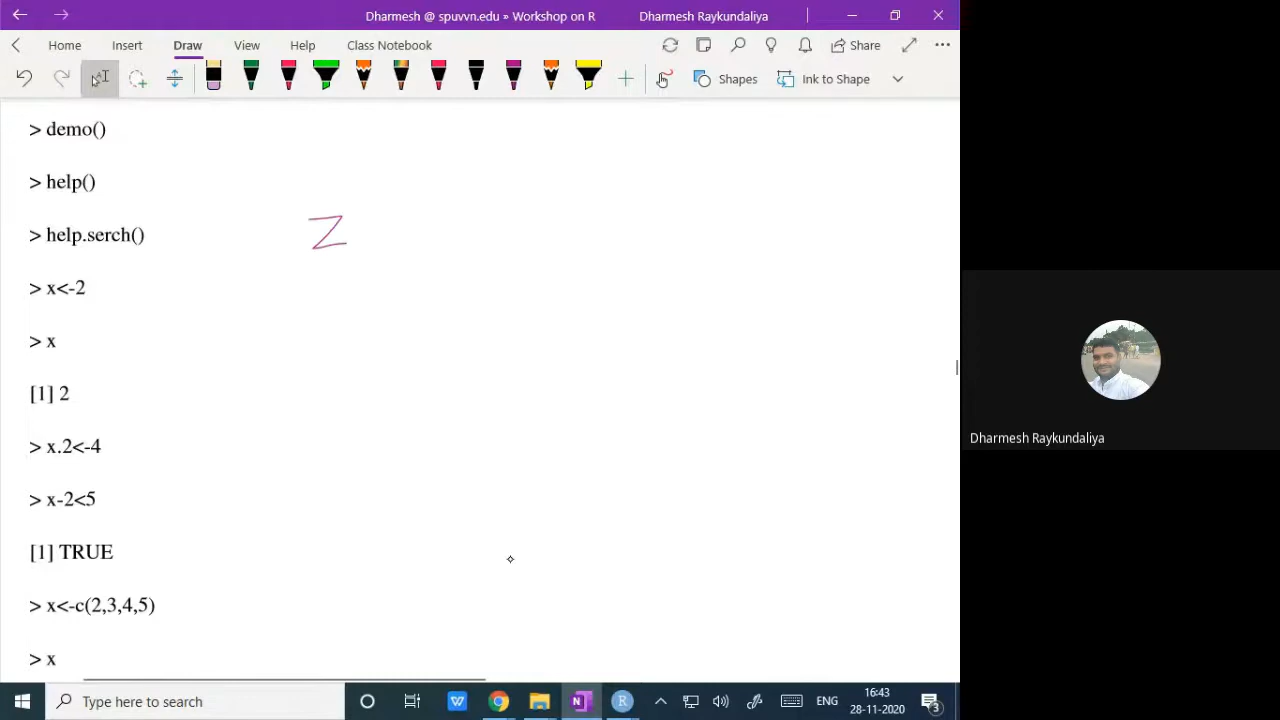 Dharmesh @ spuvvn.edu » Workshop on R
Dharmesh Raykundaliya
Home Insert Draw View Help Class Notebook Share
Shapes Ink to Shape
> demo()
> help()
> help.serch()
Z
> x<-2
> x
[1] 2
> x.2<-4
> x-2<5
[1] TRUE
> x<-c(2,3,4,5)
> x
Dharmesh Raykundaliya
Type here to search
W
N
R
ENG
16:43
28-11-2020
3